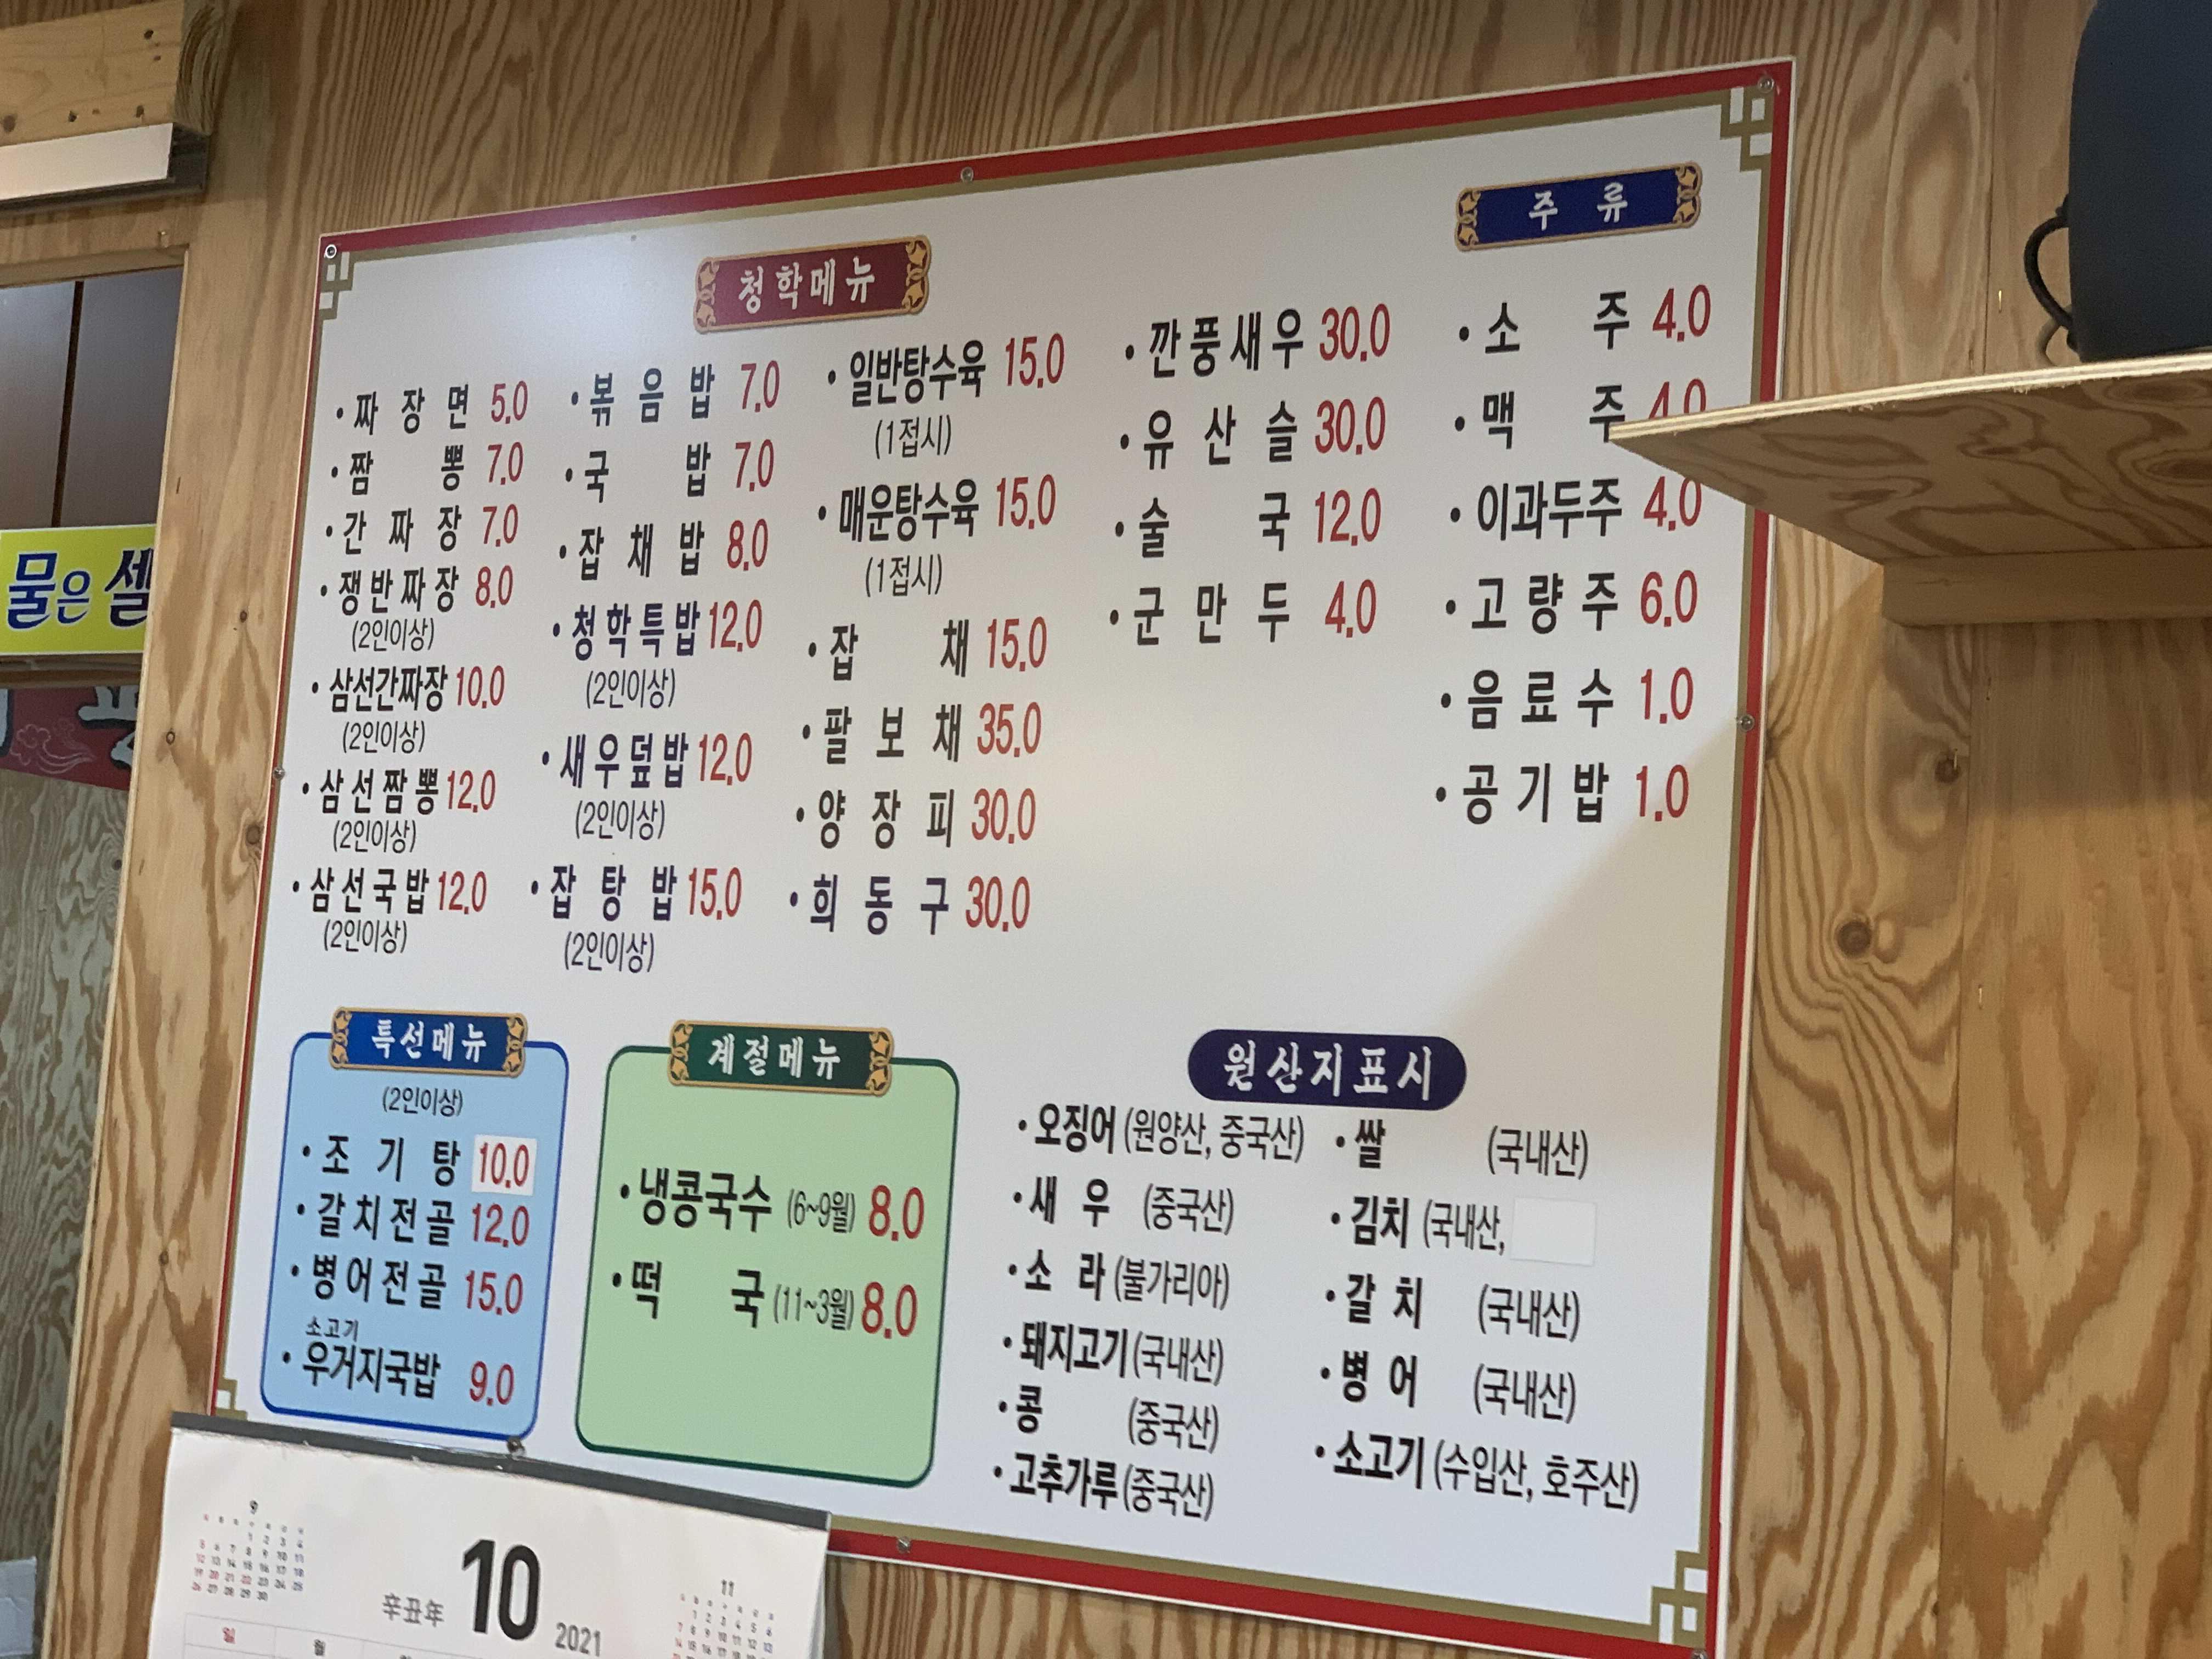 청학메뉴
• 짜장면 5.0
• 짬뽕 7.0
• 간짜장 7.0
• 쟁반짜장 8.0
(2인이상)
• 삼선간짜장 10.0
(2인이상)
• 삼선짬뽕 12.0
(2인이상)
• 삼선국밥 12.0
(2인이상)
• 볶음밥 7.0
• 국밥 7.0
• 잡채밥 8.0
• 청학특밥 12.0
(2인이상)
• 새우덮밥 12.0
(2인이상)
• 잡탕밥 15.0
(2인이상)
• 일반탕수육 15.0
(1접시)
• 매운탕수육 15.0
(1접시)
• 잡채 15.0
• 팔보채 35.0
• 양장피 30.0
• 희동구 30.0
• 깐풍새우 30.0
• 유산슬 30.0
• 술국 12.0
• 군만두 4.0
주류
• 소주 4.0
• 맥주 4.0
• 이과두주 4.0
• 고량주 6.0
• 음료수 1.0
• 공기밥 1.0
특선메뉴
(2인이상)
• 조기탕 10.0
• 갈치전골 12.0
• 병어전골 15.0
소고기
• 우거지국밥 9.0
계절메뉴
• 냉콩국수 (6~9월) 8.0
• 떡국 (11~3월) 8.0
원산지표시
• 오징어 (원양산, 중국산)
• 새우 (중국산)
• 소라 (불가리아)
• 돼지고기 (국내산)
• 콩 (중국산)
• 고추가루 (중국산)
• 쌀 (국내산)
• 김치 (국내산,
• 갈치 (국내산)
• 병어 (국내산)
• 소고기 (수입산, 호주산)
물은 셀
9
辛丑年 10 2021
11
일 월